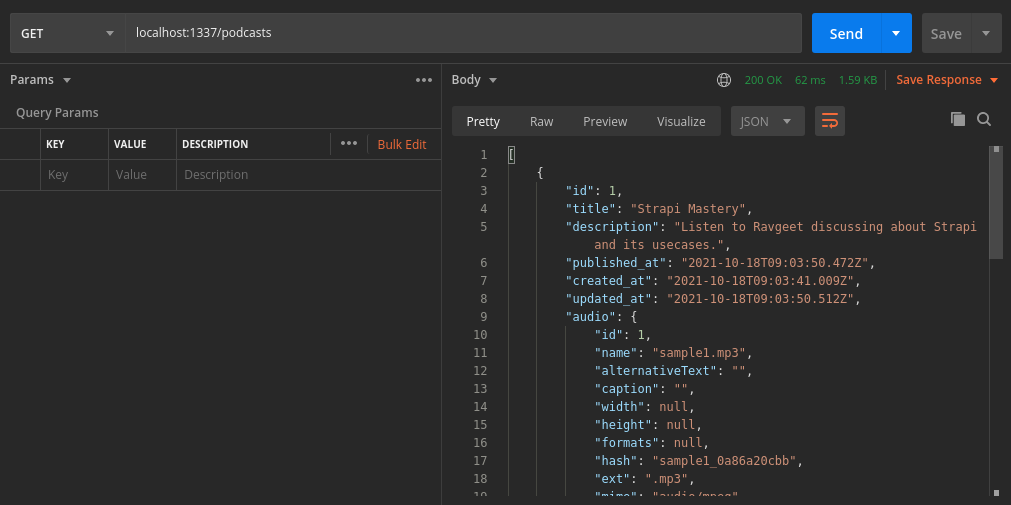 GET localhost:1337/podcasts Send Save
Params
Query Params
KEY VALUE DESCRIPTION Bulk Edit
Key Value Description
Body 200 OK 62 ms 1.59 KB Save Response
Pretty Raw Preview Visualize JSON
1 [
2 {
3 "id": 1,
4 "title": "Strapi Mastery",
5 "description": "Listen to Ravgeet discussing about Strapi
and its usecases.",
6 "published_at": "2021-10-18T09:03:50.472Z",
7 "created_at": "2021-10-18T09:03:41.009Z",
8 "updated_at": "2021-10-18T09:03:50.512Z",
9 "audio": {
10 "id": 1,
11 "name": "sample1.mp3",
12 "alternativeText": "",
13 "caption": "",
14 "width": null,
15 "height": null,
16 "formats": null,
17 "hash": "sample1_0a86a20cbb",
18 "ext": ".mp3",
19 "mime": "audio/mpeg",